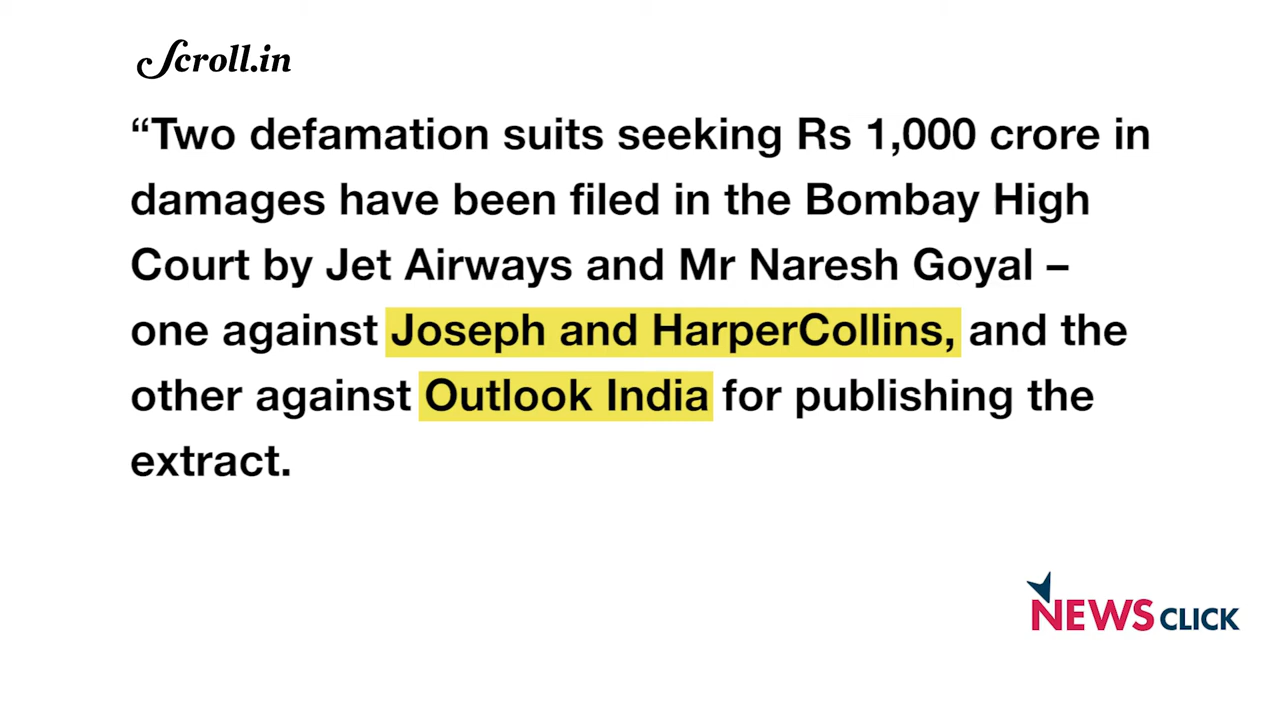 Scroll.in
“Two defamation suits seeking Rs 1,000 crore in
damages have been filed in the Bombay High
Court by Jet Airways and Mr Naresh Goyal –
one against Joseph and HarperCollins, and the
other against Outlook India for publishing the
extract.
NEWSCLICK